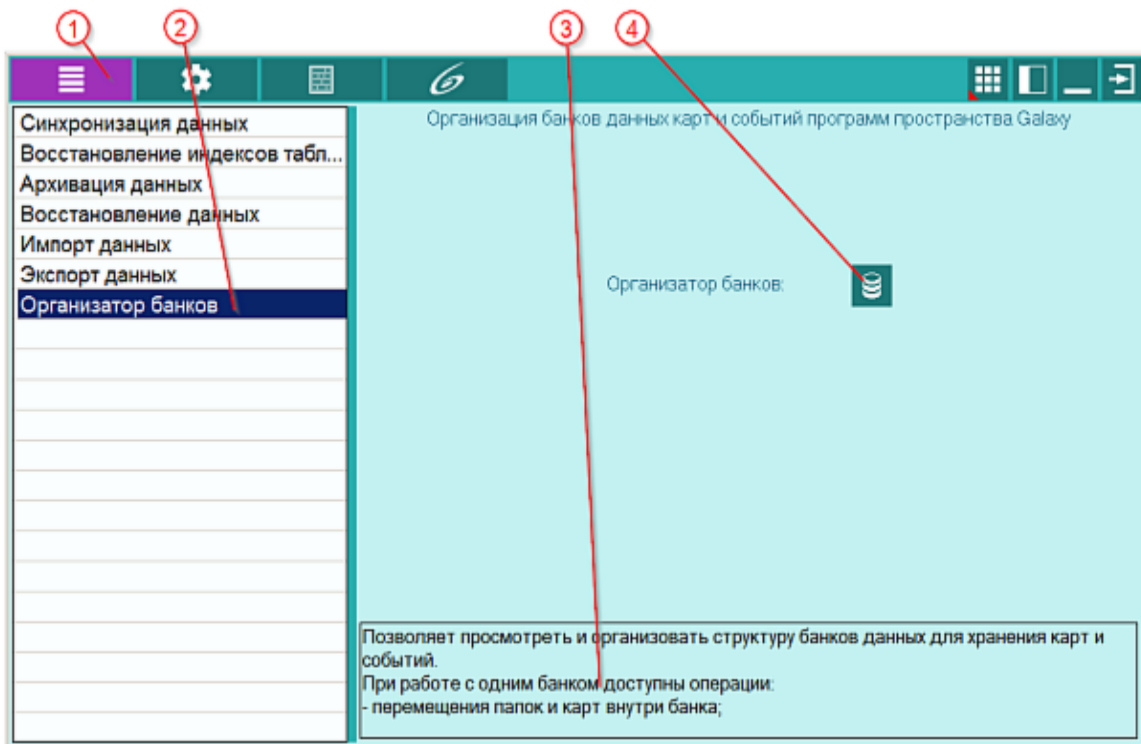 1 2 3 4
Организация банков данных карт и событий программ пространства Galaxy
Синхронизация данных
Восстановление индексов табл...
Архивация данных
Восстановление данных
Импорт данных
Экспорт данных
Организатор банков
Организатор банков:
Позволяет просмотреть и организовать структуру банков данных для хранения карт и
событий.
При работе с одним банком доступны операции:
- перемещения папок и карт внутри банка;